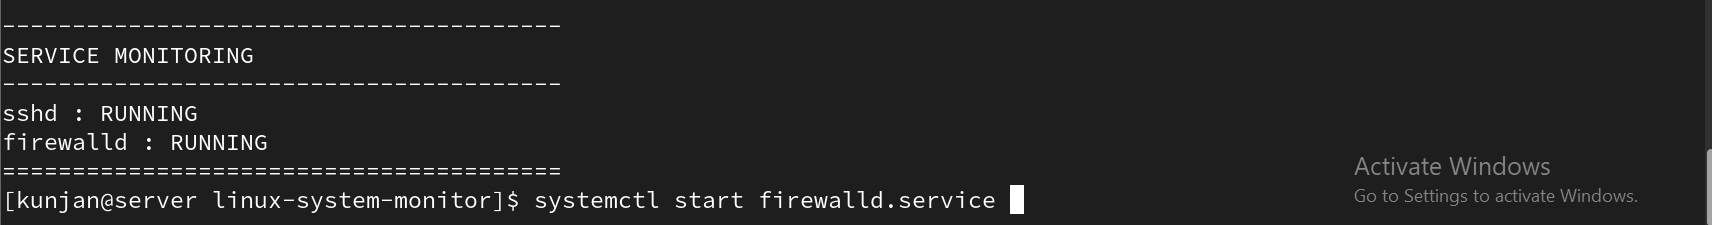 ----------------------------------------
SERVICE MONITORING
----------------------------------------
sshd : RUNNING
firewalld : RUNNING
========================================
[kunjan@server linux-system-monitor]$ systemctl start firewalld.service
Activate Windows
Go to Settings to activate Windows.